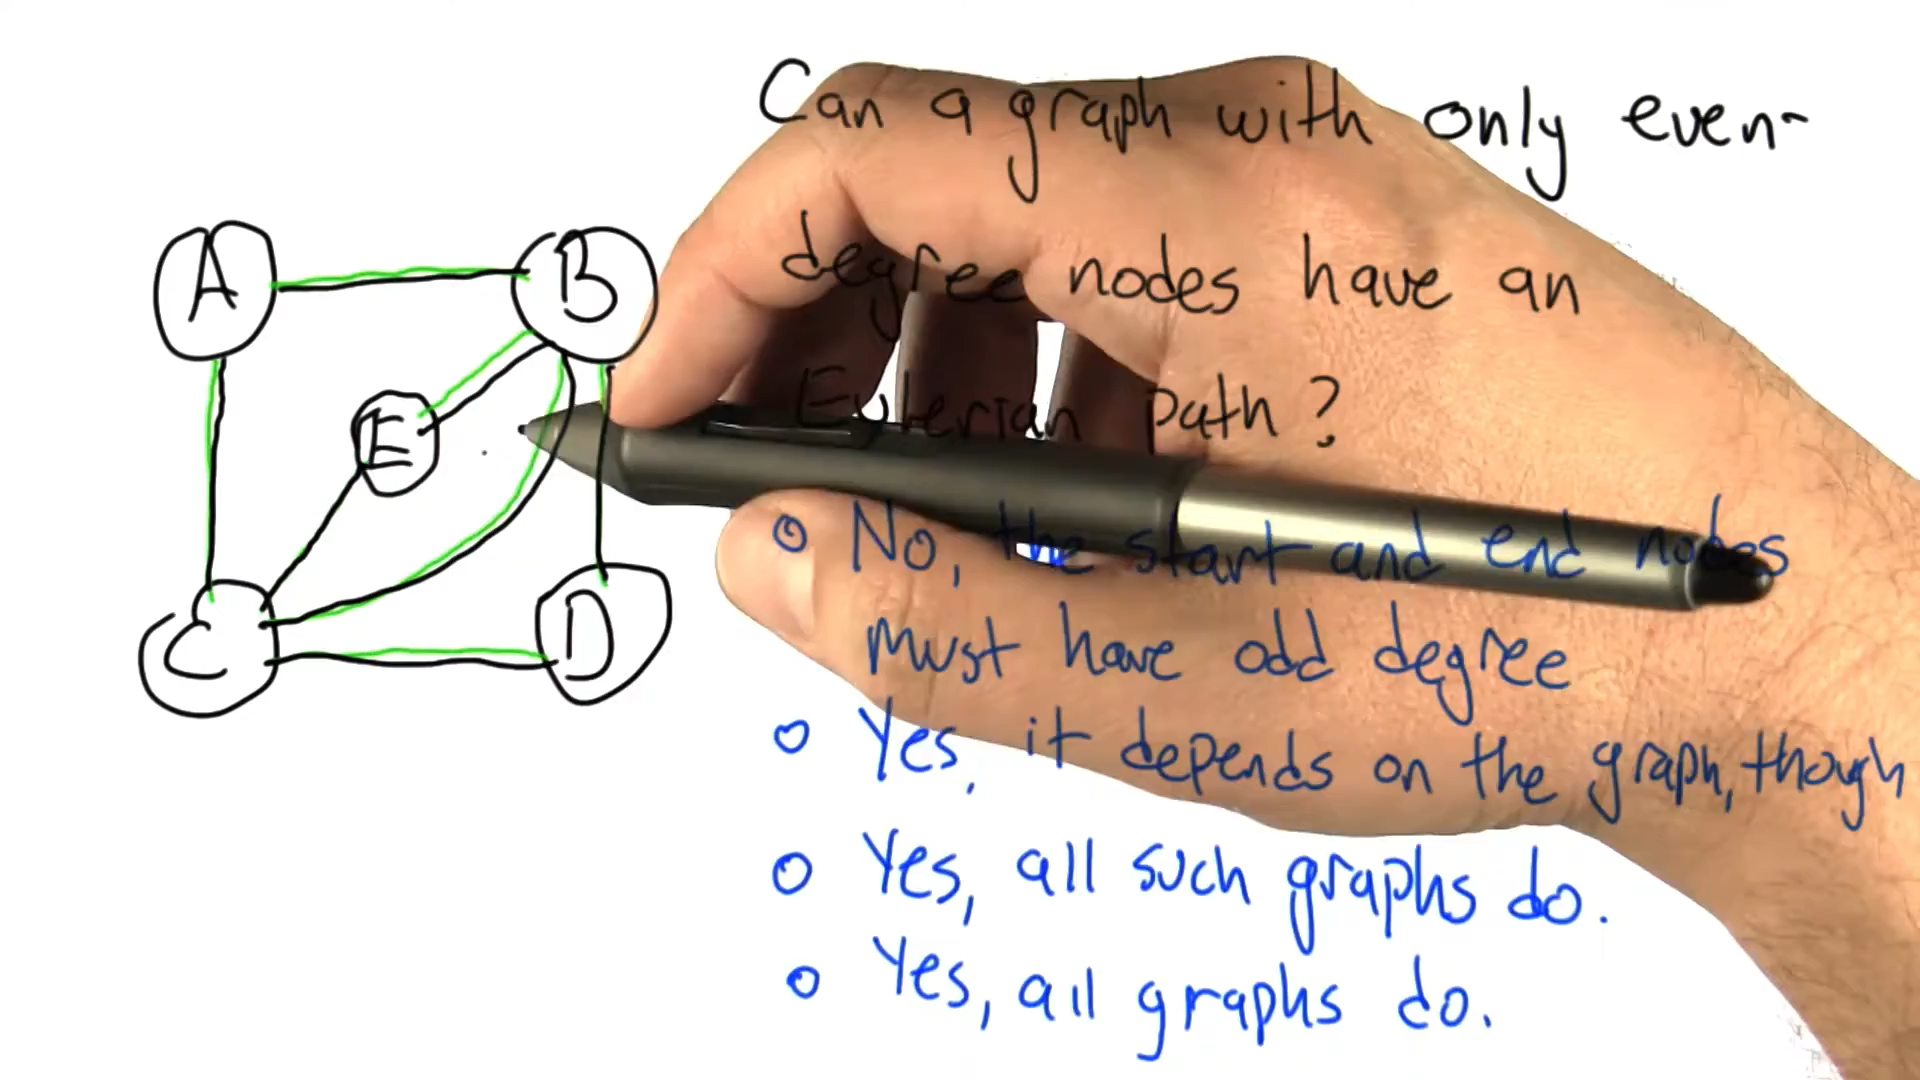 Can a graph with only even-
degree nodes have an
Eulerian path?
A
B
E
C
D
o No, the start and end nodes
must have odd degree
o Yes, it depends on the graph, though
o Yes, all such graphs do.
o Yes, all graphs do.